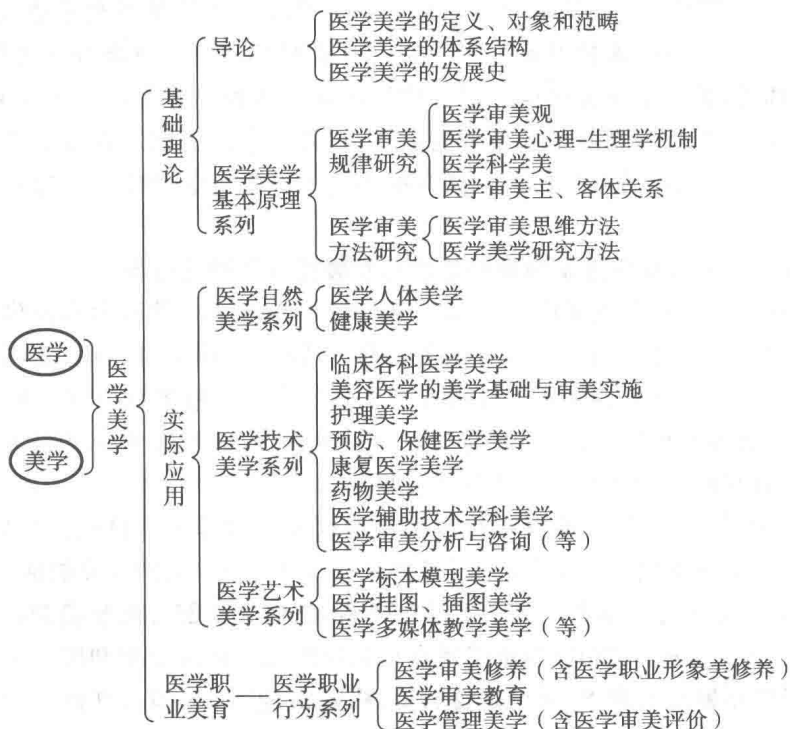 医学
美学
医学美学
基础理论
导论
医学美学的定义、对象和范畴
医学美学的体系结构
医学美学的发展史
医学美学
基本原理
系列
医学审美
规律研究
医学审美观
医学审美心理-生理学机制
医学科学美
医学审美主、客体关系
医学审美
方法研究
医学审美思维方法
医学美学研究方法
实际应用
医学自然
美学系列
医学人体美学
健康美学
医学技术
美学系列
临床各科医学美学
美容医学的美学基础与审美实施
护理美学
预防、保健医学美学
康复医学美学
药物美学
医学辅助技术学科美学
医学审美分析与咨询（等）
医学艺术
美学系列
医学标本模型美学
医学挂图、插图美学
医学多媒体教学美学（等）
医学职
业美育
医学职业
行为系列
医学审美修养（含医学职业形象美修养）
医学审美教育
医学管理美学（含医学审美评价）